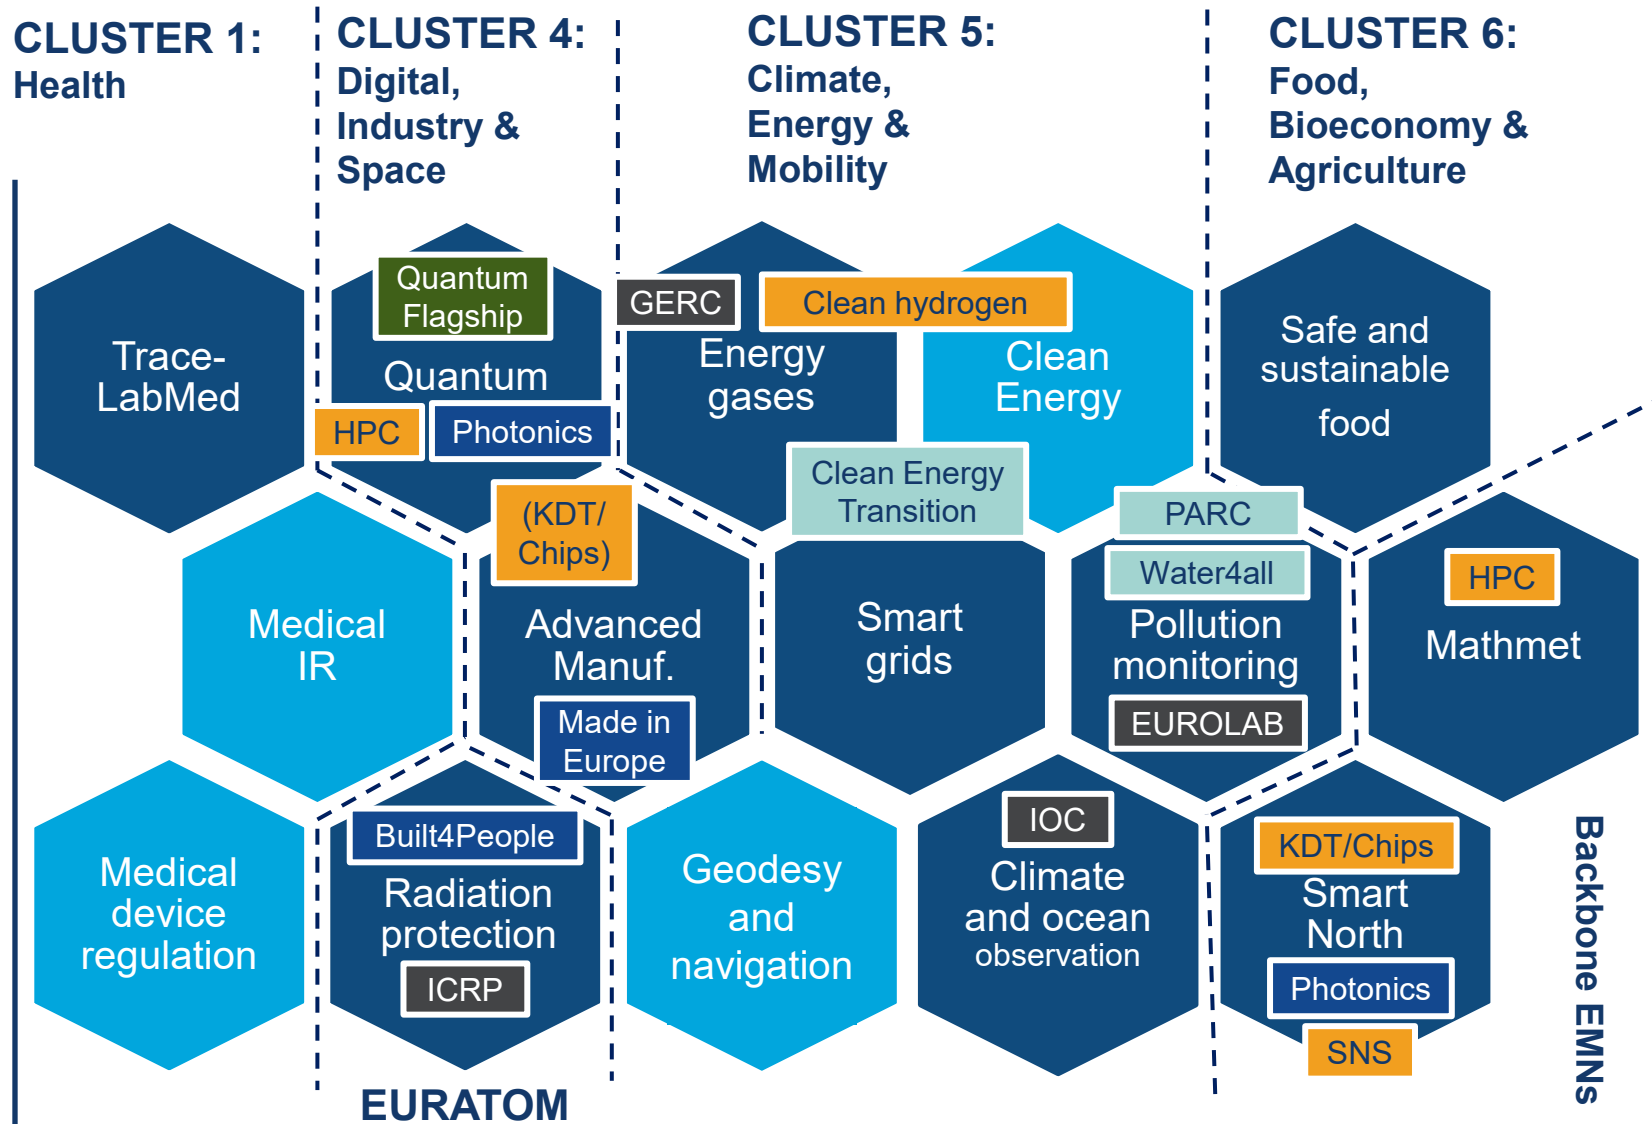 CLUSTER 1:
Health
CLUSTER 4:
Digital,
Industry &
Space
CLUSTER 5:
Climate,
Energy &
Mobility
CLUSTER 6:
Food,
Bioeconomy &
Agriculture
Trace-
LabMed
Quantum
Flagship
Quantum
HPC
Photonics
GERC
Clean hydrogen
Energy
gases
Clean
Energy
Clean Energy
Transition
Safe and
sustainable
food
Medical
IR
(KDT/
Chips)
Advanced
Manuf.
Made in
Europe
Smart
grids
PARC
Water4all
Pollution
monitoring
EUROLAB
HPC
Mathmet
Medical
device
regulation
Built4People
Radiation
protection
ICRP
Geodesy
and
navigation
IOC
Climate
and ocean
observation
KDT/Chips
Smart
North
Photonics
SNS
Backbone EMNs
EURATOM